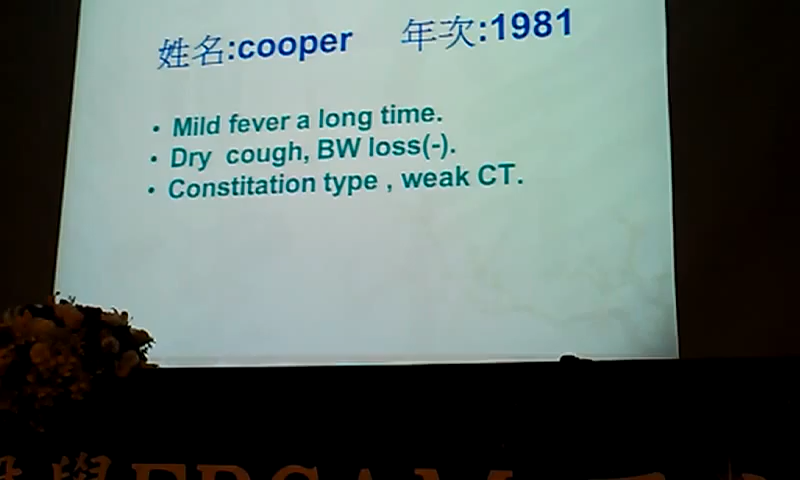 姓名:cooper 年次:1981
• Mild fever a long time.
• Dry cough, BW loss(-).
• Constitation type , weak CT.